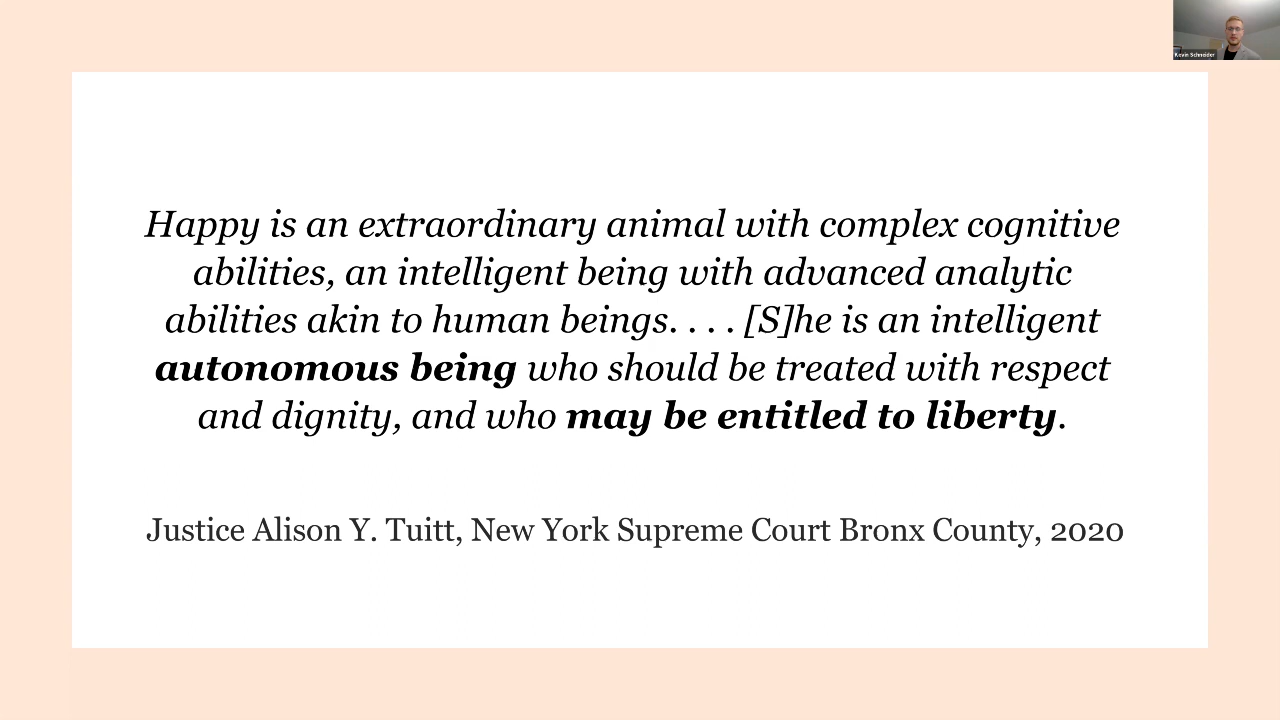 Kevin Schneider
Happy is an extraordinary animal with complex cognitive
abilities, an intelligent being with advanced analytic
abilities akin to human beings. . . . [S]he is an intelligent
autonomous being who should be treated with respect
and dignity, and who may be entitled to liberty.
Justice Alison Y. Tuitt, New York Supreme Court Bronx County, 2020